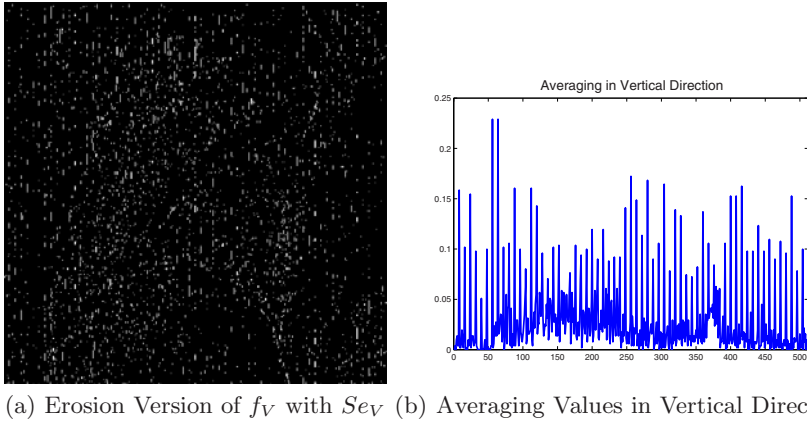 Averaging in Vertical Direction
0.25
0.2
0.15
0.1
0.05
0
0 50 100 150 200 250 300 350 400 450 500
(a) Erosion Version of f_V with Se_V (b) Averaging Values in Vertical Direc